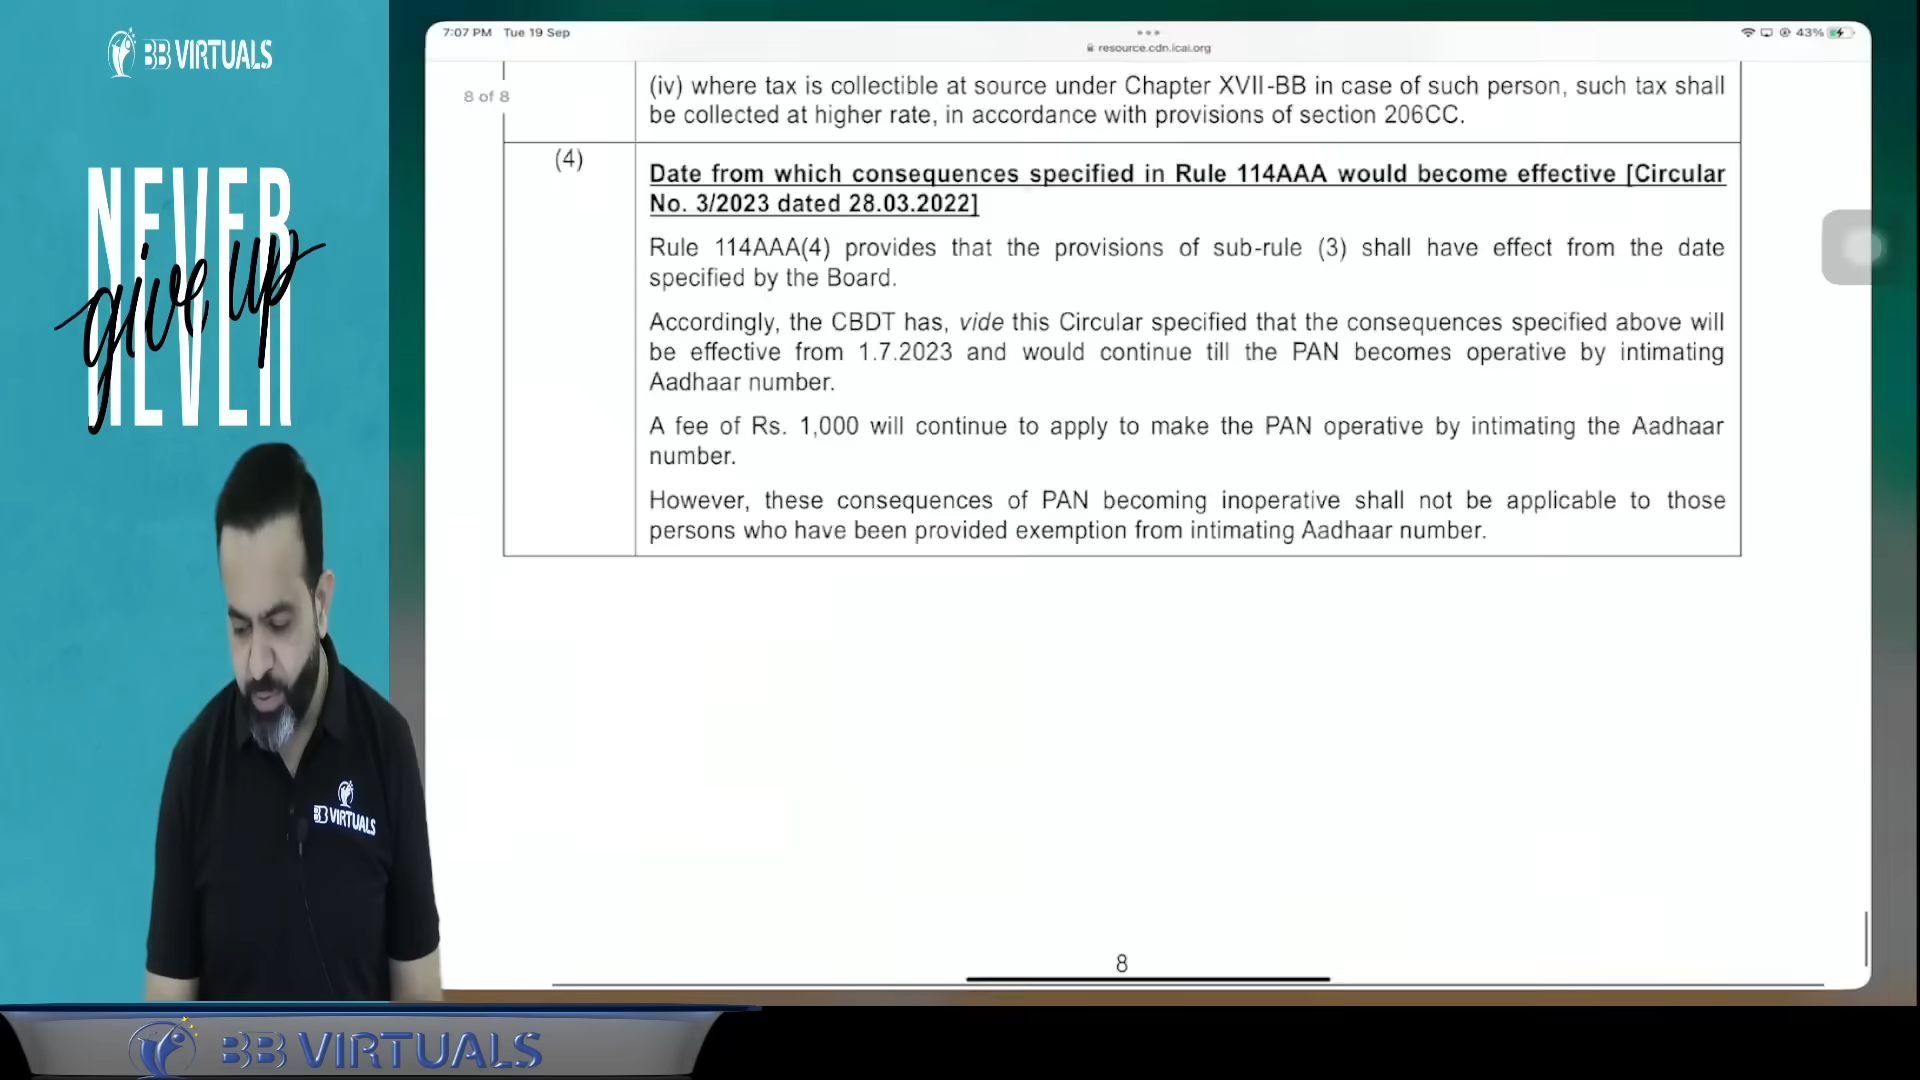 BB VIRTUALS
NEVER
give up
NEVER
BB VIRTUALS
7:07 PM Tue 19 Sep
resource.cdn.icai.org
43%
8 of 8
(iv) where tax is collectible at source under Chapter XVII-BB in case of such person, such tax shall
be collected at higher rate, in accordance with provisions of section 206CC.
(4)
Date from which consequences specified in Rule 114AAA would become effective [Circular
No. 3/2023 dated 28.03.2022]
Rule 114AAA(4) provides that the provisions of sub-rule (3) shall have effect from the date
specified by the Board.
Accordingly, the CBDT has, vide this Circular specified that the consequences specified above will
be effective from 1.7.2023 and would continue till the PAN becomes operative by intimating
Aadhaar number.
A fee of Rs. 1,000 will continue to apply to make the PAN operative by intimating the Aadhaar
number.
However, these consequences of PAN becoming inoperative shall not be applicable to those
persons who have been provided exemption from intimating Aadhaar number.
8
BB VIRTUALS